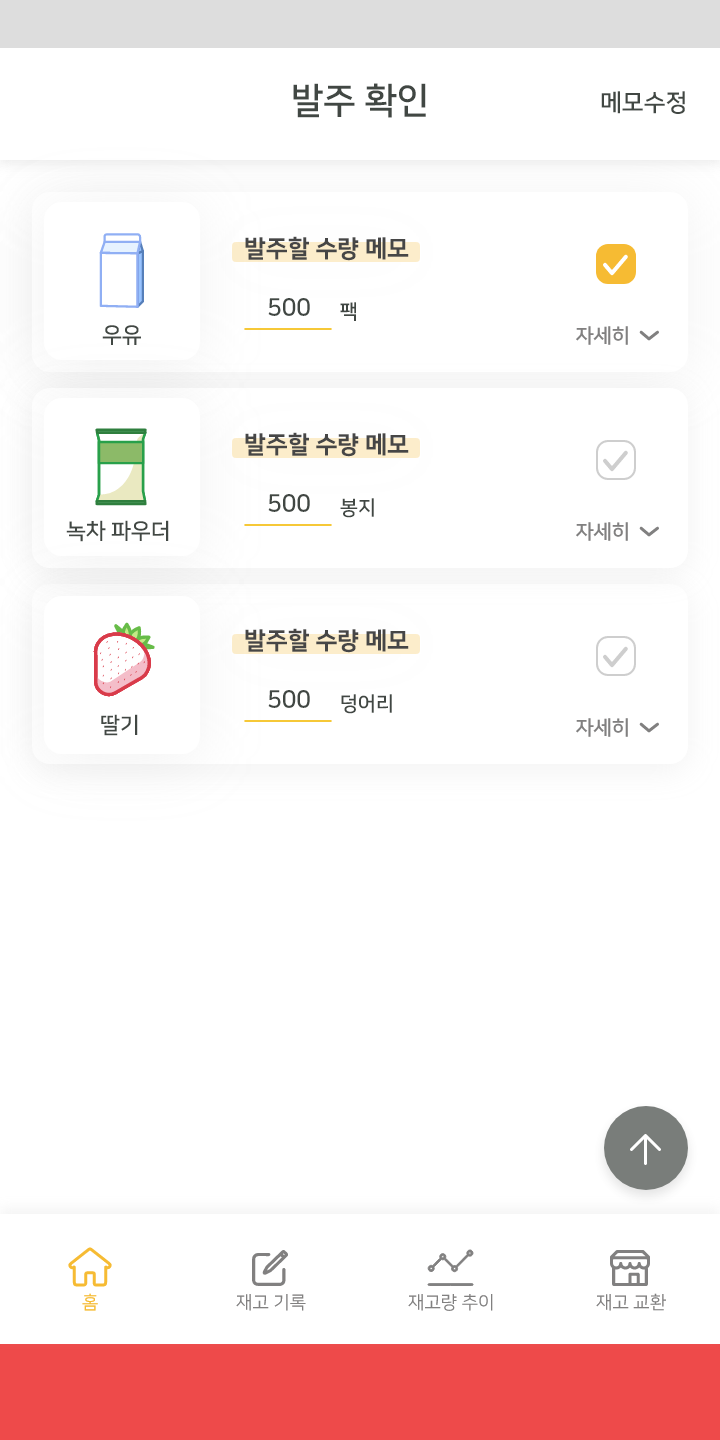 발주 확인
메모수정
발주할 수량 메모
500 팩
우유
자세히
발주할 수량 메모
500 봉지
녹차 파우더
자세히
발주할 수량 메모
500 덩어리
딸기
자세히
홈
재고 기록
재고량 추이
재고 교환